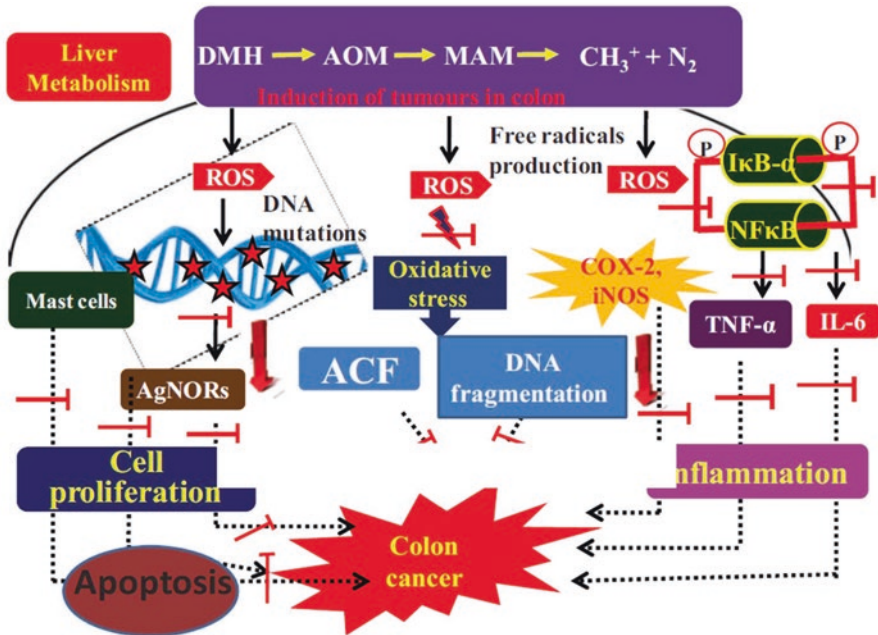 Liver
Metabolism
DMH AOM MAM CH₃⁺ + N₂
Induction of tumours in colon
Free radicals
production
ROS
ROS
ROS
P
P
IκB-α
NFκB
DNA
mutations
Mast cells
Oxidative
stress
COX-2,
iNOS
TNF-α
IL-6
AgNORs
ACF
DNA
fragmentation
Cell
proliferation
nflammation
Colon
cancer
Apoptosis